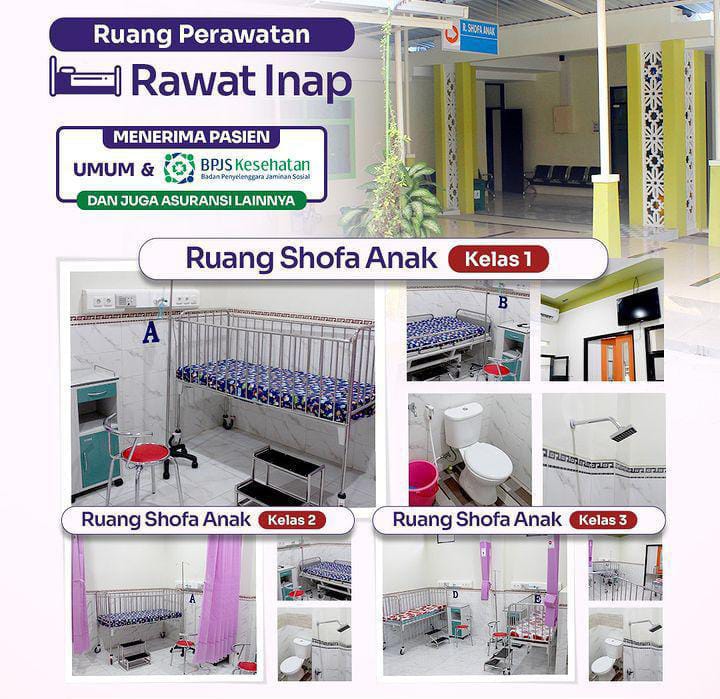 Ruang Perawatan
Rawat Inap
MENERIMA PASIEN
UMUM & BPJS Kesehatan
Badan Penyelenggara Jaminan Sosial
DAN JUGA ASURANSI LAINNYA
R. SHOFA ANAK
Ruang Shofa Anak Kelas 1
A
B
Ruang Shofa Anak Kelas 2
Ruang Shofa Anak Kelas 3
A
D
E